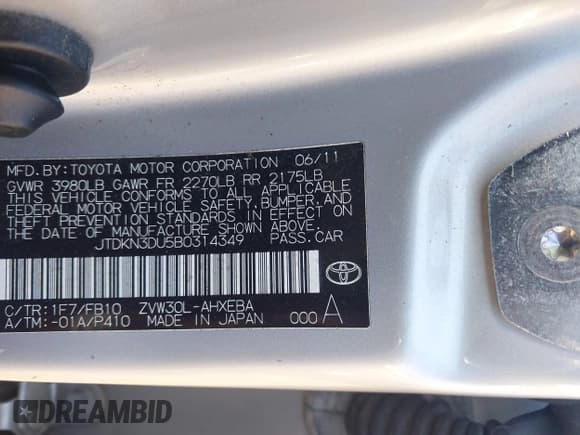 MFD. BY: TOYOTA MOTOR CORPORATION 06/11
GVWR 3980LB GAWR FR 2270LB RR 2175LB
THIS VEHICLE CONFORMS TO ALL APPLICABLE
FEDERAL MOTOR VEHICLE SAFETY, BUMPER, AND
THEFT PREVENTION STANDARDS IN EFFECT ON
THE DATE OF MANUFACTURE SHOWN ABOVE.
JTDKN3DU5B0314349 PASS. CAR
C/TR: 1F7/FB10 ZVW30L-AHXEBA
A/TM: -01A/P410 MADE IN JAPAN 000 A
DREAMBID